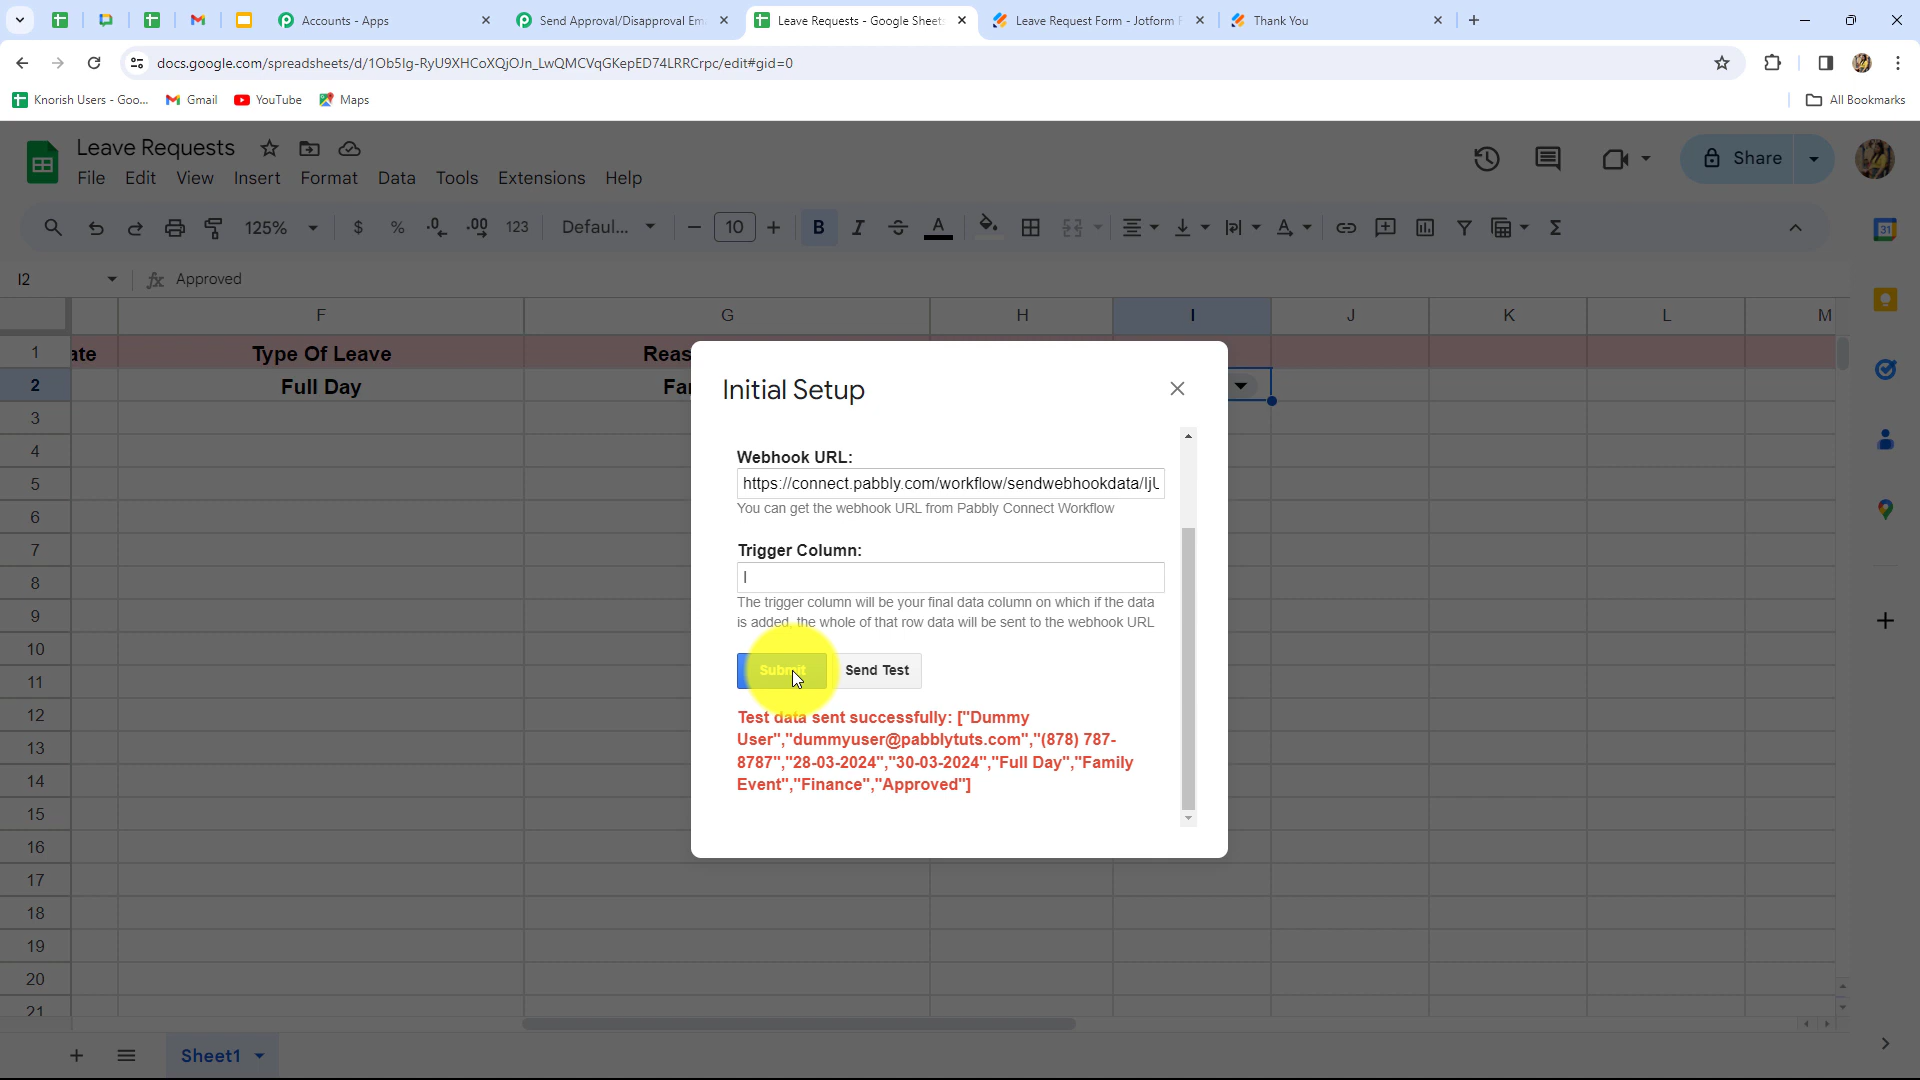 Accounts - Apps
Send Approval/Disapproval Em
Leave Requests - Google Sheet
Leave Request Form - Jotform F
Thank You
docs.google.com/spreadsheets/d/1Ob5Ig-RyU9XHCoXQjOJn_LwQMCVqGKepED74LRRCrpc/edit#gid=0
Knorish Users - Goo...
Gmail
YouTube
Maps
All Bookmarks
Leave Requests
File
Edit
View
Insert
Format
Data
Tools
Extensions
Help
Share
125%
$
%
.0
.00
123
Defaul...
10
B
I
A
Σ
31
I2
fx
Approved
F
G
H
I
J
K
L
M
1
ate
Type Of Leave
Reas
2
Full Day
Fa
3
4
5
6
7
8
9
10
11
12
13
14
15
16
17
18
19
20
21
Initial Setup
Webhook URL:
https://connect.pabbly.com/workflow/sendwebhookdata/IjU
You can get the webhook URL from Pabbly Connect Workflow
Trigger Column:
I
The trigger column will be your final data column on which if the data
is added, the whole of that row data will be sent to the webhook URL
Submit
Send Test
Test data sent successfully: ["Dummy
User","dummyuser@pabblytuts.com","(878) 787-
8787","28-03-2024","30-03-2024","Full Day","Family
Event","Finance","Approved"]
Sheet1